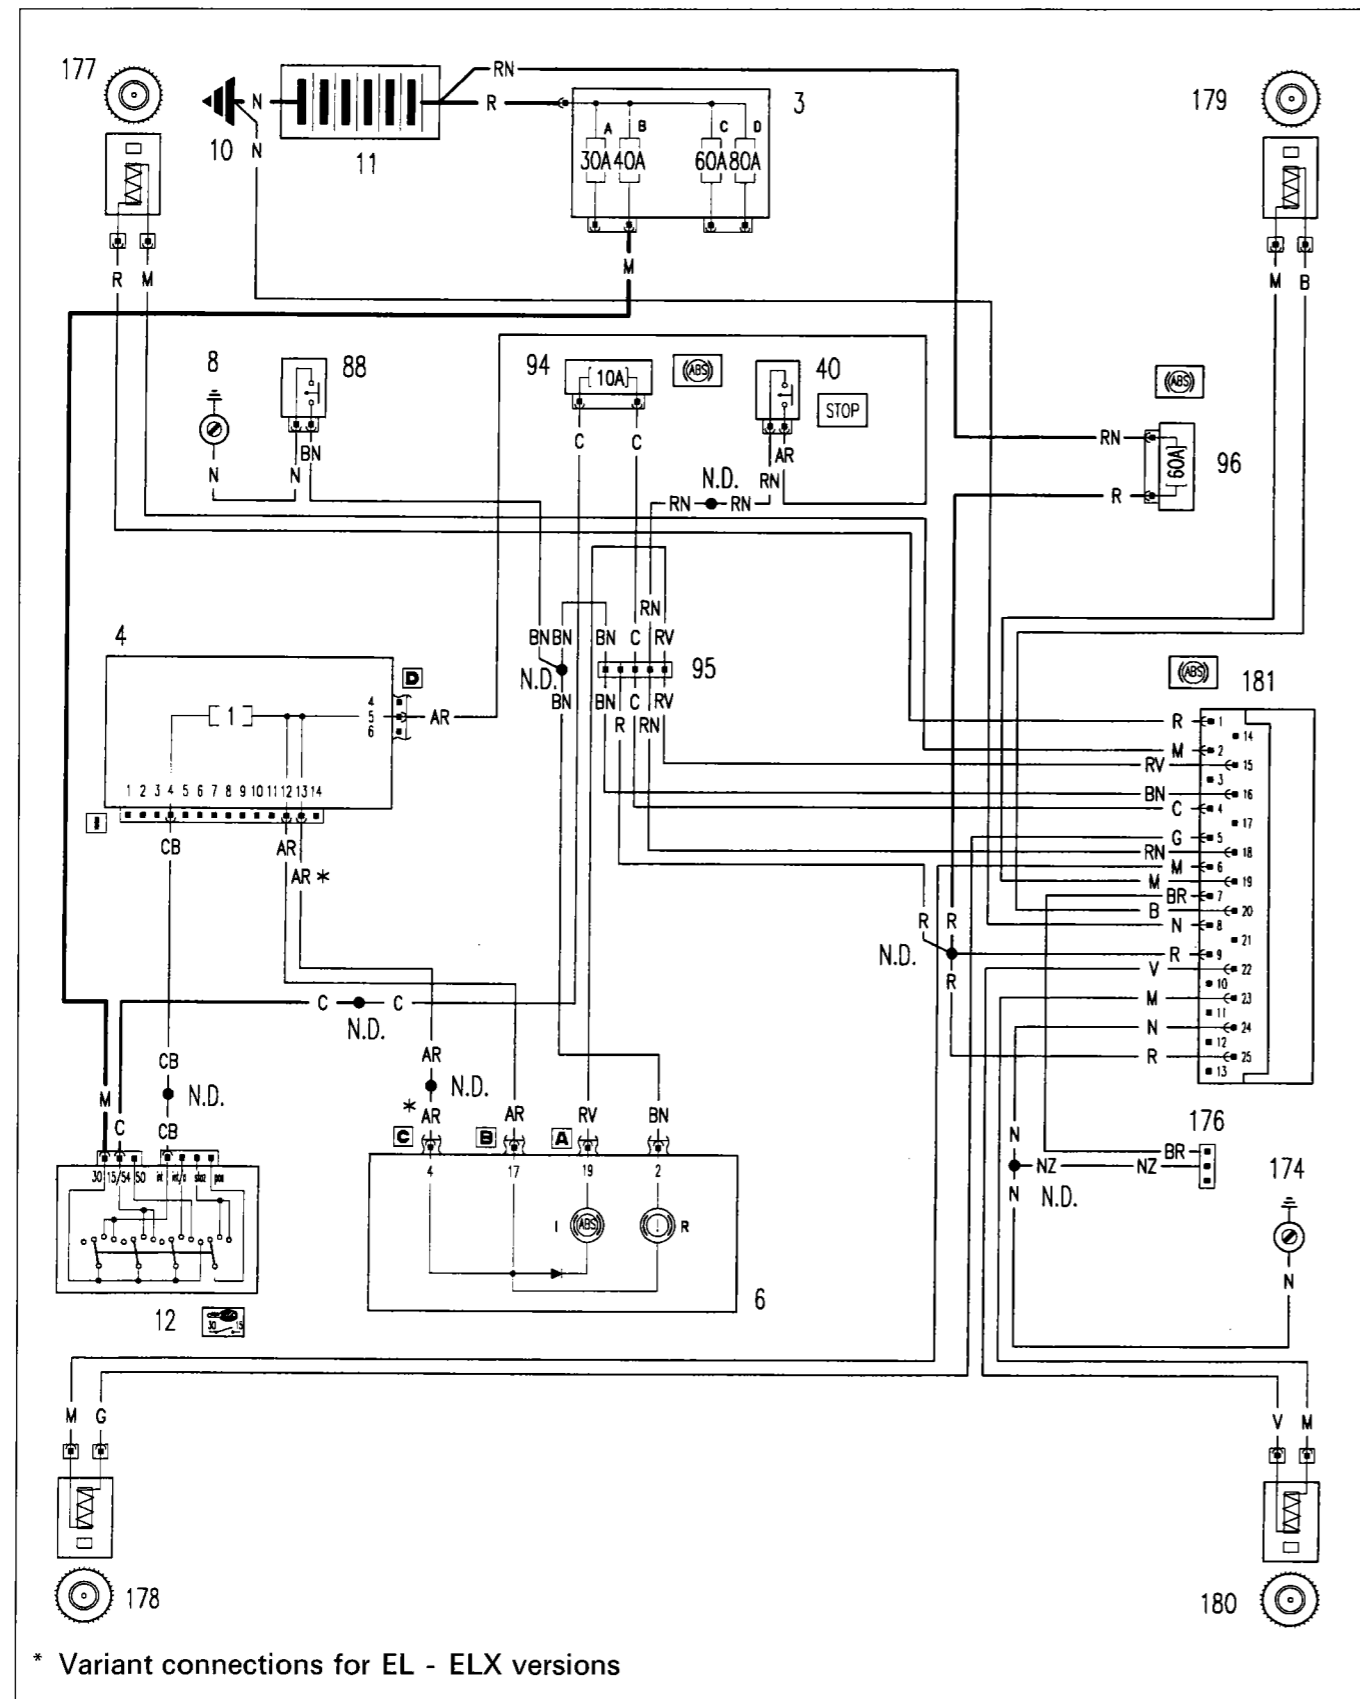 177
RN
179
N
R
3
10
N
11
A
B
C
D
30A
40A
60A
80A
R
M
M
M
B
8
88
94
10A
(ABS)
40
STOP
(ABS)
C
C
AR
RN
96
60A
R
N
N
BN
RN
N.D.
RN
RN
4
RN
BN
BN
BN
C
RV
95
N.D.
BN
BN
R
C
RN
RV
(ABS)
181
D
4
5
6
AR
1
1 2 3 4 5 6 7 8 9 10 11 12 13 14
CB
AR
AR *
R
1
14
M
2
RV
15
3
BN
16
C
4
17
G
5
RN
18
M
6
M
19
BR
7
B
20
N
8
21
R
9
V
22
10
M
23
11
N
24
12
R
25
13
R
R
N.D.
R
C
C
N.D.
CB
N.D.
CB
M
C
AR
N.D.
* AR
AR
RV
BN
C
B
A
4
17
19
2
I
ABS
!
R
6
30
15/54
50
int
int/a
pos
12
30
15
176
BR
N
NZ
NZ
N.D.
N
174
N
M
G
V
M
178
180
* Variant connections for EL - ELX versions